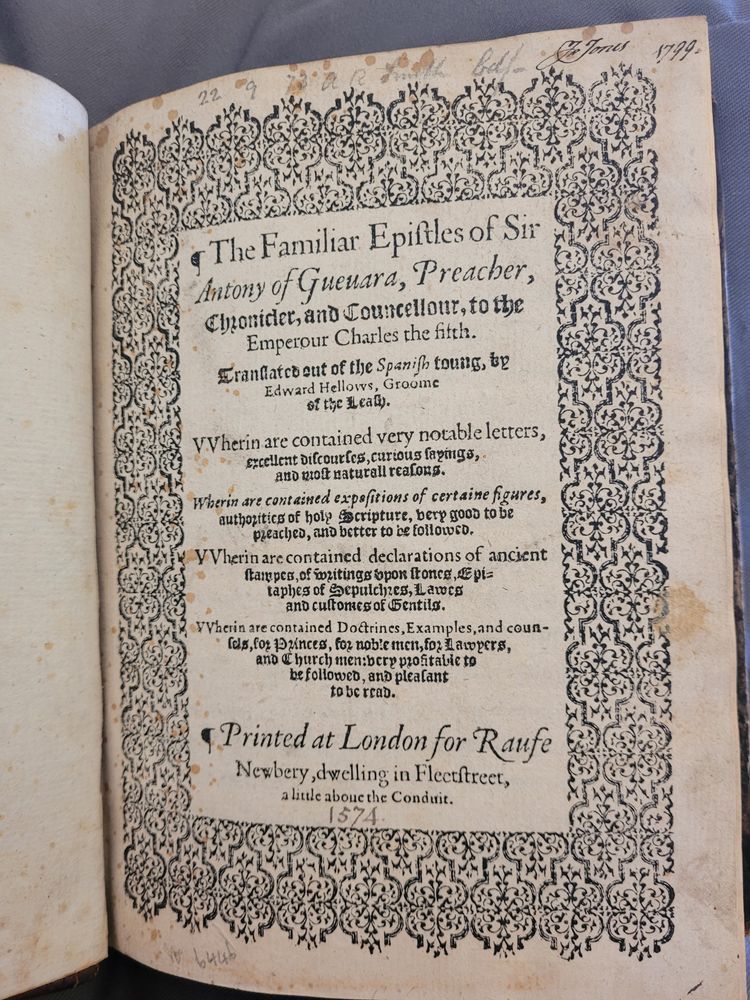 22 9 73 A R Smith
Jones 1799.
¶ The Familiar Epiſtles of Sir
Antony of Gueuara, Preacher,
Chronicler, and Councellour, to the
Emperour Charles the fifth.
Tranſlated out of the Spaniſh toung, by
Edward Hellovvs, Groome
of the Leaſh.
VVherin are contained very notable letters,
excellent diſcourſes, curious ſayings,
and moſt naturall reaſons.
Wherin are contained expoſitions of certaine figures,
authorities of holy Scripture, very good to be
preached, and better to be followed.
VVherin are contained declarations of ancient
ſtampes, of writings vpon ſtones, Epi=
taphes of Sepulchres, Lawes
and cuſtomes of Gentils.
VVherin are contained Doctrines, Examples, and coun-
ſels, for Princes, for noble men, for Lawyers,
and Church men: very profitable to
be followed, and pleaſant
to be read.
¶ Printed at London for Raufe
Newbery, dwelling in Fleetſtreet,
a little aboue the Conduit.
1574.